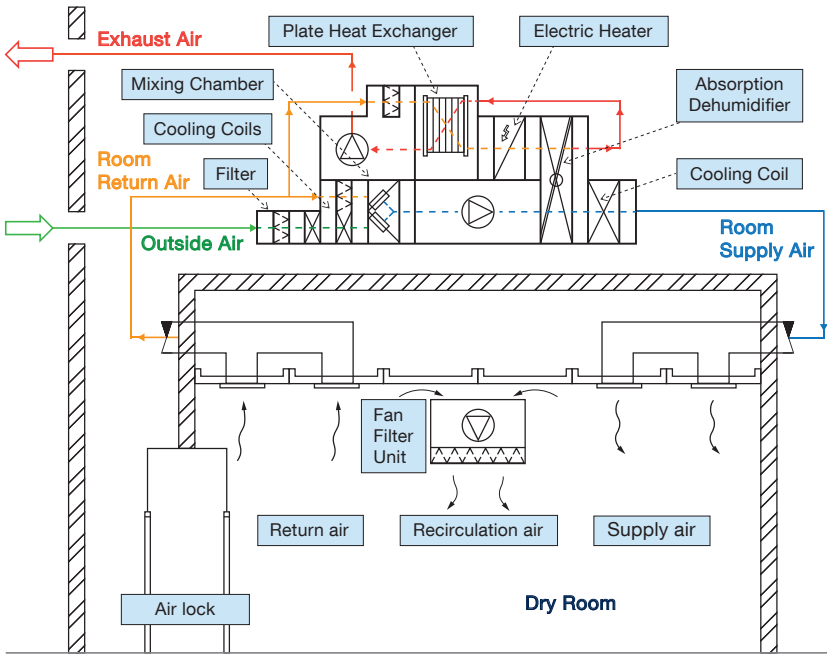 Exhaust Air
Plate Heat Exchanger
Electric Heater
Mixing Chamber
Absorption
Dehumidifier
Cooling Coils
Room
Return Air
Filter
Cooling Coil
Outside Air
Room
Supply Air
Fan
Filter
Unit
Return air
Recirculation air
Supply air
Air lock
Dry Room